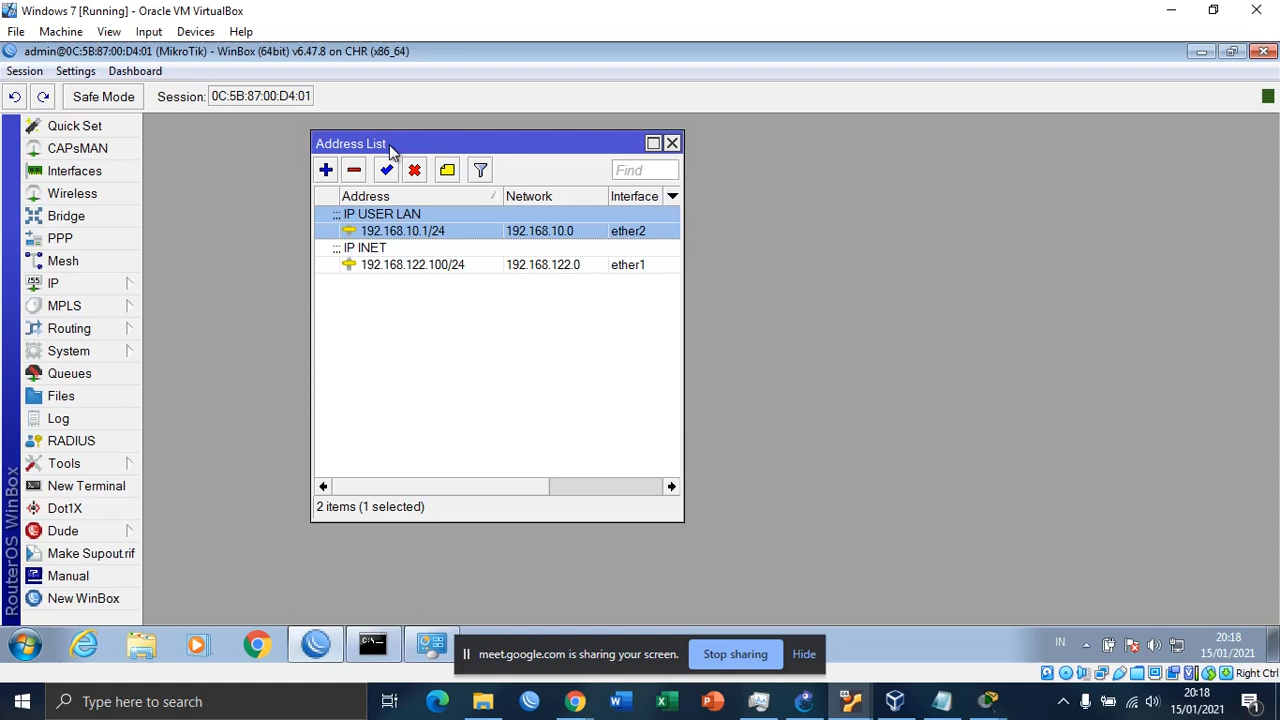 Windows 7 [Running] - Oracle VM VirtualBox
File Machine View Input Devices Help
admin@0C:5B:87:00:D4:01 (MikroTik) - WinBox (64bit) v6.47.8 on CHR (x86_64)
Session Settings Dashboard
Safe Mode Session: 0C:5B:87:00:D4:01
Quick Set
CAPsMAN
Interfaces
Wireless
Bridge
PPP
Mesh
IP
MPLS
Routing
System
Queues
Files
Log
RADIUS
Tools
New Terminal
Dot1X
Dude
Make Supout.rif
Manual
New WinBox
RouterOS WinBox
Address List
Find
Address Network Interface
::: IP USER LAN
192.168.10.1/24 192.168.10.0 ether2
::: IP INET
192.168.122.100/24 192.168.122.0 ether1
2 items (1 selected)
meet.google.com is sharing your screen. Stop sharing Hide
IN
20:18
15/01/2021
Right Ctrl
Type here to search
20:18
15/01/2021